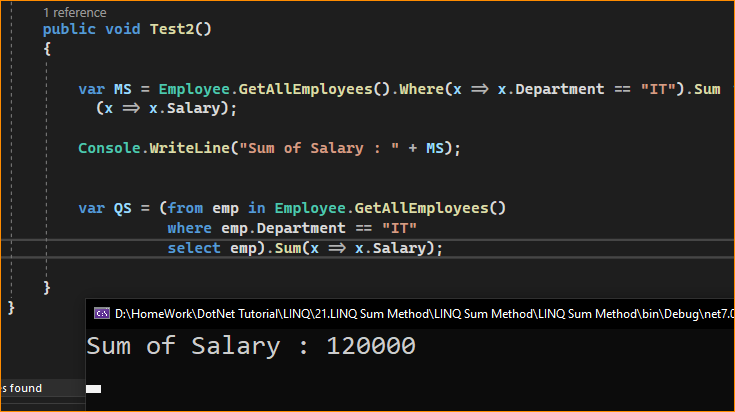 1 reference
public void Test2()
{
var MS = Employee.GetAllEmployees().Where(x => x.Department == "IT").Sum
(x => x.Salary);
Console.WriteLine("Sum of Salary : " + MS);
var QS = (from emp in Employee.GetAllEmployees()
where emp.Department == "IT"
select emp).Sum(x => x.Salary);
}
}
D:\HomeWork\DotNet Tutorial\LINQ\21.LINQ Sum Method\LINQ Sum Method\LINQ Sum Method\bin\Debug\net7.0
Sum of Salary : 120000
s found